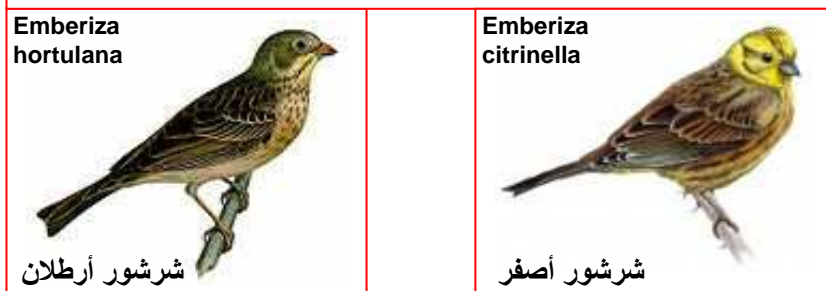 Emberiza
hortulana
شرشور أرطلان
Emberiza
citrinella
شرشور أصفر